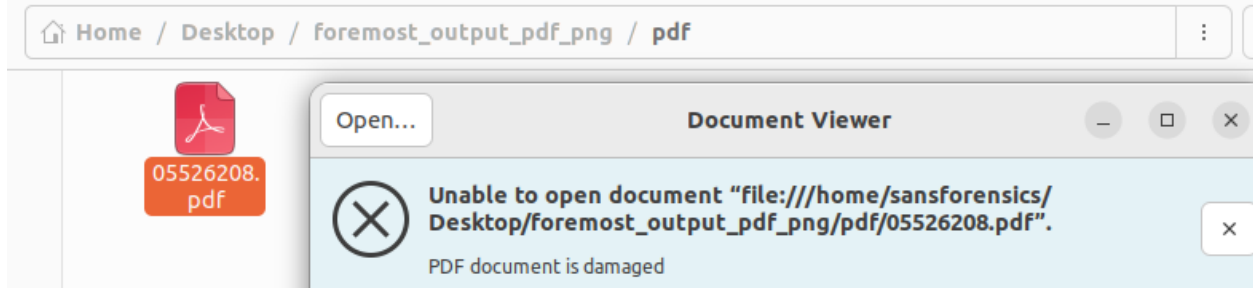 Home / Desktop / foremost_output_pdf_png / pdf
05526208.
pdf
Open...
Document Viewer
Unable to open document “file:///home/sansforensics/
Desktop/foremost_output_pdf_png/pdf/05526208.pdf”.
PDF document is damaged